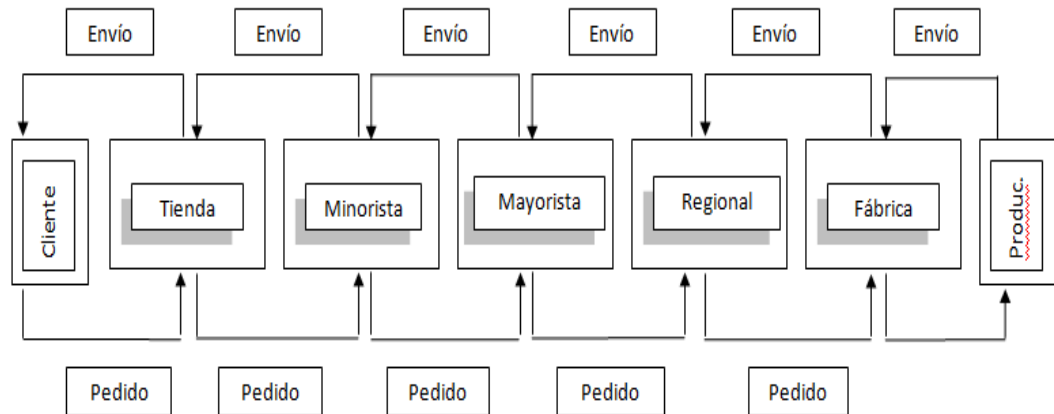 Envío
Envío
Envío
Envío
Envío
Envío
Cliente
Tienda
Minorista
Mayorista
Regional
Fábrica
Produc.
Pedido
Pedido
Pedido
Pedido
Pedido